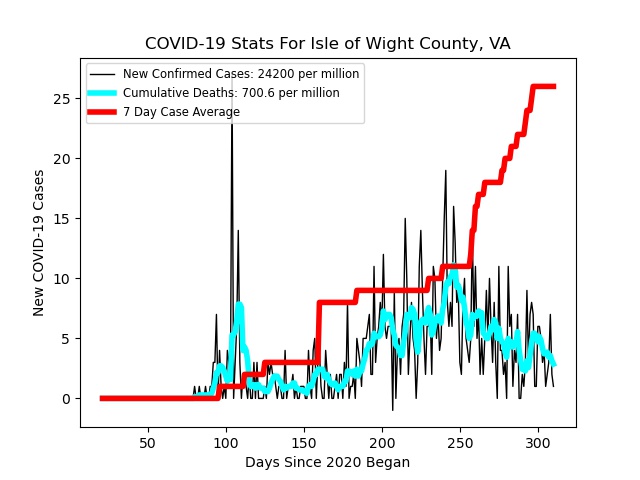 COVID-19 Stats For Isle of Wight County, VA
New Confirmed Cases: 24200 per million
Cumulative Deaths: 700.6 per million
7 Day Case Average
25
20
15
10
5
0
New COVID-19 Cases
50 100 150 200 250 300
Days Since 2020 Began